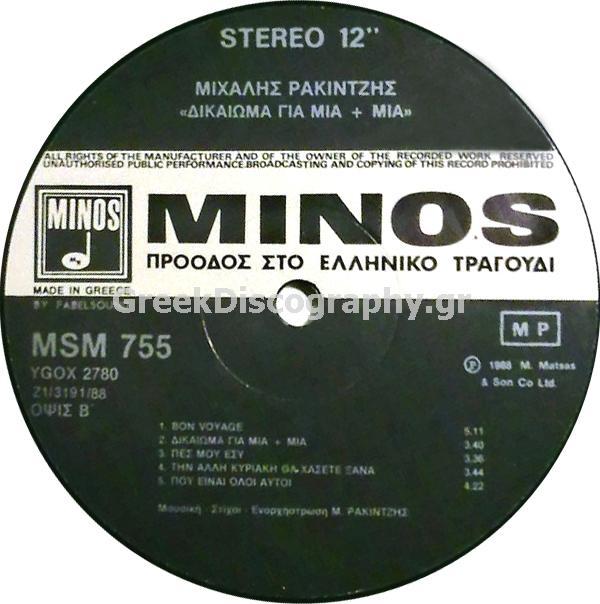 STEREO 12"
ΜΙΧΑΛΗΣ ΡΑΚΙΝΤΖΗΣ
«ΔΙΚΑΙΩΜΑ ΓΙΑ ΜΙΑ + ΜΙΑ»
ALL RIGHTS OF THE MANUFACTURER AND OF THE OWNER OF THE RECORDED WORK RESERVED
UNAUTHORISED PUBLIC PERFORMANCE BROADCASTING AND COPYING OF THIS RECORD PROHIBITED
MINOS
MINOS
ΠΡΟΟΔΟΣ ΣΤΟ ΕΛΛΗΝΙΚΟ ΤΡΑΓΟΥΔΙ
MADE IN GREECE
BY FABELSOUND
GreekDiscography.gr
MSM 755
YGOX 2780
Z1/3191/88
ΟΨΙΣ Β΄
M P
Ⓟ 1988 M. Matsas
& Son Co Ltd.
1. BON VOYAGE 5.11
2. ΔΙΚΑΙΩΜΑ ΓΙΑ ΜΙΑ + ΜΙΑ 3.40
3. ΠΕΣ ΜΟΥ ΕΣΥ 3.36
4. ΤΗΝ ΑΛΛΗ ΚΥΡΙΑΚΗ ΘΑ ΧΑΣΕΤΕ ΞΑΝΑ 3.44
5. ΠΟΥ ΕΙΝΑΙ ΟΛΟΙ ΑΥΤΟΙ 4.22
Μουσική - Στίχοι - Ενορχήστρωση Μ. ΡΑΚΙΝΤΖΗΣ